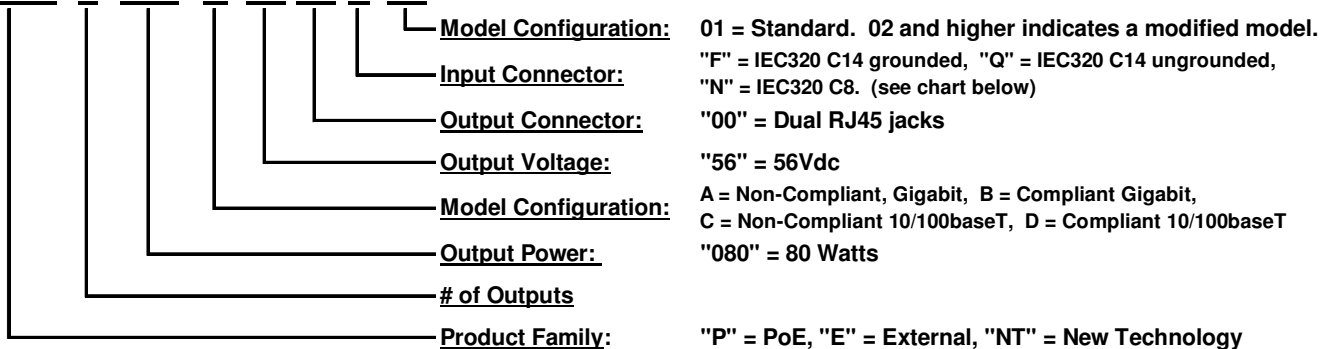 Model Configuration: 01 = Standard. 02 and higher indicates a modified model.
Input Connector: "F" = IEC320 C14 grounded, "Q" = IEC320 C14 ungrounded,
"N" = IEC320 C8. (see chart below)
Output Connector: "00" = Dual RJ45 jacks
Output Voltage: "56" = 56Vdc
Model Configuration: A = Non-Compliant, Gigabit, B = Compliant Gigabit,
C = Non-Compliant 10/100baseT, D = Compliant 10/100baseT
Output Power: "080" = 80 Watts
# of Outputs
Product Family: "P" = PoE, "E" = External, "NT" = New Technology